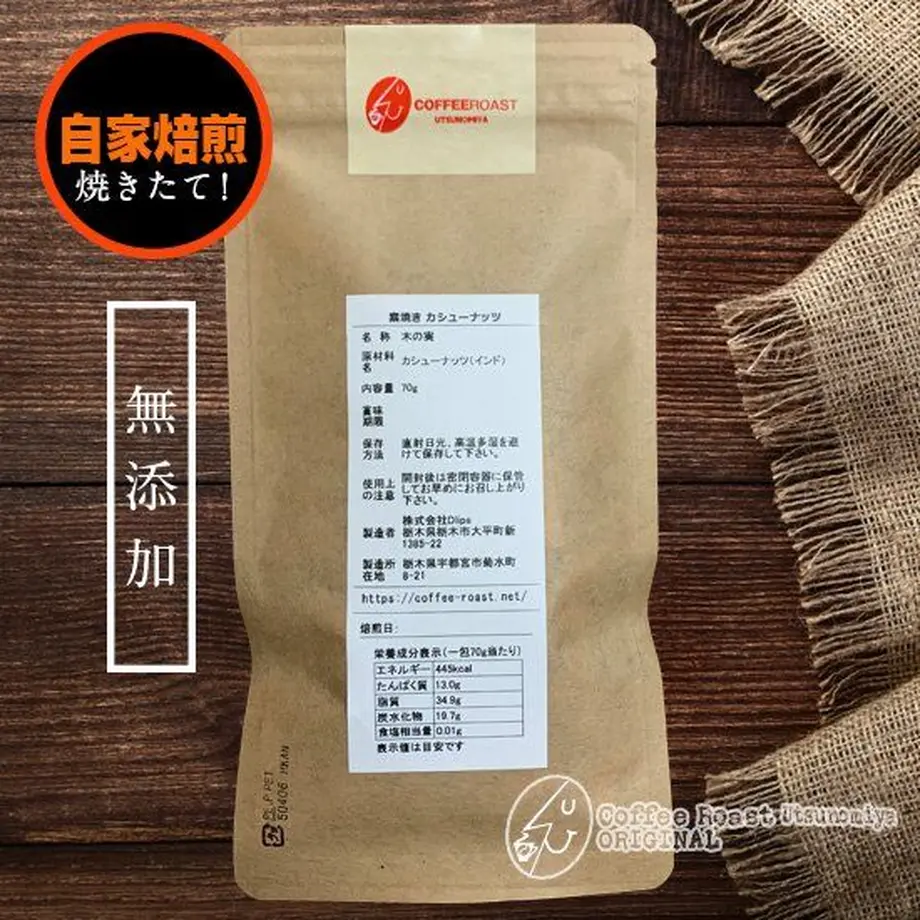 自家焙煎
焼きたて！
無添加
COFFEEROAST
UTSUNOMIYA
窯焼き カシューナッツ
名 称 木の実
原材料名 カシューナッツ(インド)
内容量 70g
賞味期限
保存方法 直射日光、高温多湿を避
けて保存して下さい。
使用上の注意 開封後は密閉容器に保管
してお早めにお召し上がり
下さい。
製造者 株式会社Dlips
栃木県栃木市大平町新
1385-22
製造所所在地 栃木県宇都宮市菊水町
8-21
https://coffee-roast.net/
焙煎日:
栄養成分表示(一包70g当たり)
エネルギー 445kcal
たんぱく質 13.0g
脂質 34.9g
炭水化物 19.7g
食塩相当量 0.01g
表示値は目安です
PE,P,PET
50406
Coffee Roast Utsunomiya
ORIGINAL